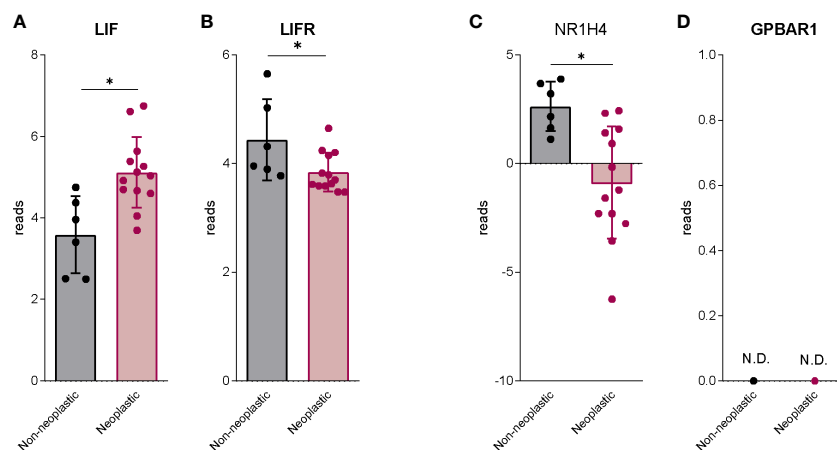 A
LIF
8
6
4
2
0
reads
*
Non-neoplastic
Neoplastic
B
LIFR
6
4
2
0
reads
*
Non-neoplastic
Neoplastic
C
NR1H4
5
0
-5
-10
reads
*
Non-neoplastic
Neoplastic
D
GPBAR1
1.0
0.8
0.6
0.4
0.2
0.0
reads
N.D.
N.D.
Non-neoplastic
Neoplastic